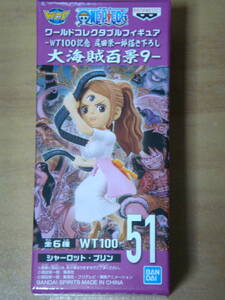 ONE PIECE
BANPRESTO
ワールドコレクタブルフィギュア
-WT100記念 尾田栄一郎描き下ろし
大海賊百景9-
全6種 WT100 51
シャーロット・プリン
BANDAI SPIRITS MADE IN CHINA
BANDAI